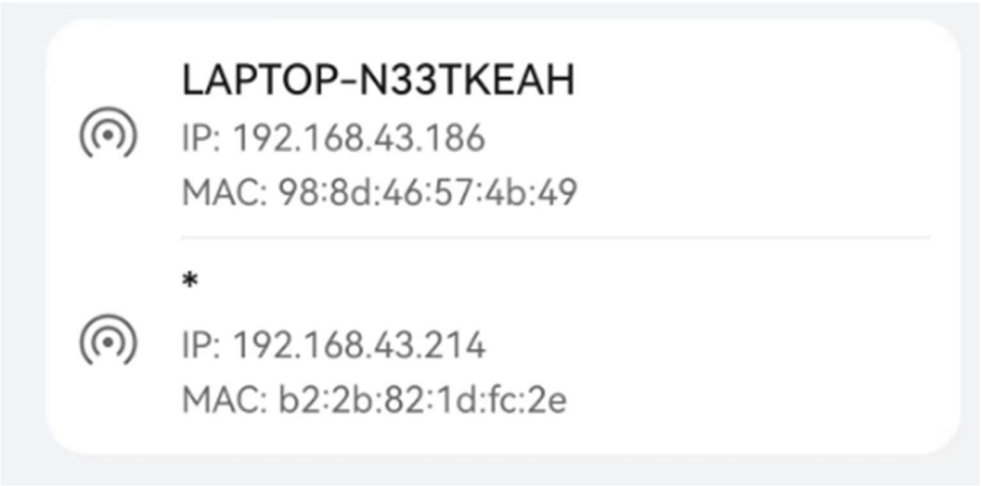 LAPTOP-N33TKEAH
IP: 192.168.43.186
MAC: 98:8d:46:57:4b:49
*
IP: 192.168.43.214
MAC: b2:2b:82:1d:fc:2e